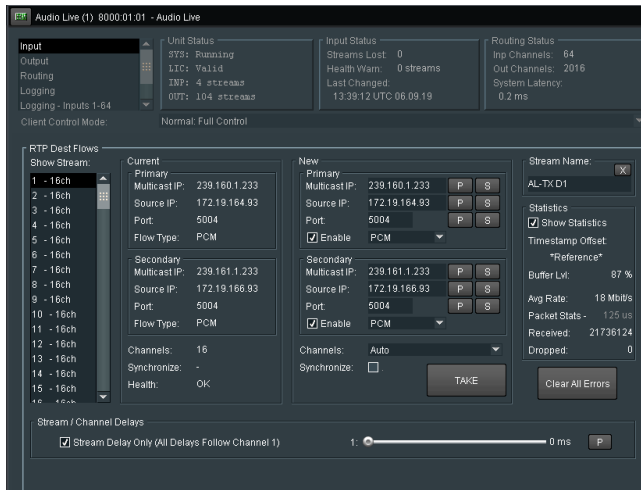 Audio Live (1) 8000:01:01 - Audio Live
Input
Output
Routing
Logging
Logging - Inputs 1-64
Unit Status
SYS: Running
LIC: Valid
INP: 4 streams
OUT: 104 streams
Input Status
Streams Lost: 0
Health Warn: 0 streams
Last Changed:
13:39:12 UTC 06.09.19
Routing Status
Inp Channels: 64
Out Channels: 2016
System Latency:
0.2 ms
Client Control Mode: Normal: Full Control
RTP Dest Flows
Show Stream:
1 - 16ch
2 - 16ch
3 - 16ch
4 - 16ch
5 - 16ch
6 - 16ch
7 - 16ch
8 - 16ch
9 - 16ch
10 - 16ch
11 - 16ch
12 - 16ch
13 - 16ch
14 - 16ch
15 - 16ch
16 - 16ch
Current
Primary
Multicast IP: 239.160.1.233
Source IP: 172.19.164.93
Port: 5004
Flow Type: PCM
Secondary
Multicast IP: 239.161.1.233
Source IP: 172.19.166.93
Port: 5004
Flow Type: PCM
Channels: 16
Synchronize: -
Health: OK
New
Primary
Multicast IP: 239.160.1.233 P S
Source IP: 172.19.164.93 P S
Port: 5004 P S
Enable PCM
Secondary
Multicast IP: 239.161.1.233 P S
Source IP: 172.19.166.93 P S
Port: 5004 P S
Enable PCM
Channels: Auto
Synchronize:
TAKE
Stream Name:
X
AL-TX D1
Statistics
Show Statistics
Timestamp Offset:
*Reference*
Buffer Lvl: 87 %
Avg Rate: 18 Mbit/s
Packet Stats - 125 us
Received: 21736124
Dropped: 0
Clear All Errors
Stream / Channel Delays
Stream Delay Only (All Delays Follow Channel 1) 1: 0 ms P